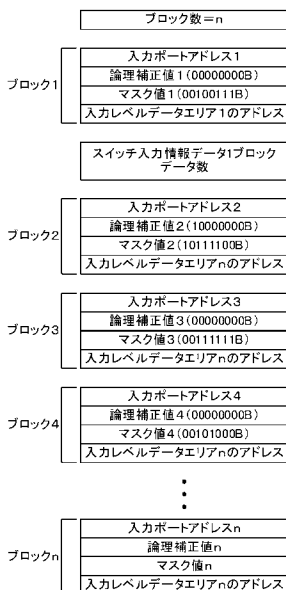 ブロック数=n
ブロック1
入力ポートアドレス1
論理補正値1(00000000B)
マスク値1(00100111B)
入力レベルデータエリア1のアドレス
スイッチ入力情報データ1ブロック
データ数
ブロック2
入力ポートアドレス2
論理補正値2(10000000B)
マスク値2(10111100B)
入力レベルデータエリアnのアドレス
ブロック3
入力ポートアドレス3
論理補正値3(00000000B)
マスク値3(00111111B)
入力レベルデータエリアnのアドレス
ブロック4
入力ポートアドレス4
論理補正値4(00000000B)
マスク値4(00101000B)
入力レベルデータエリアnのアドレス
ブロックn
入力ポートアドレスn
論理補正値n
マスク値n
入力レベルデータエリアnのアドレス